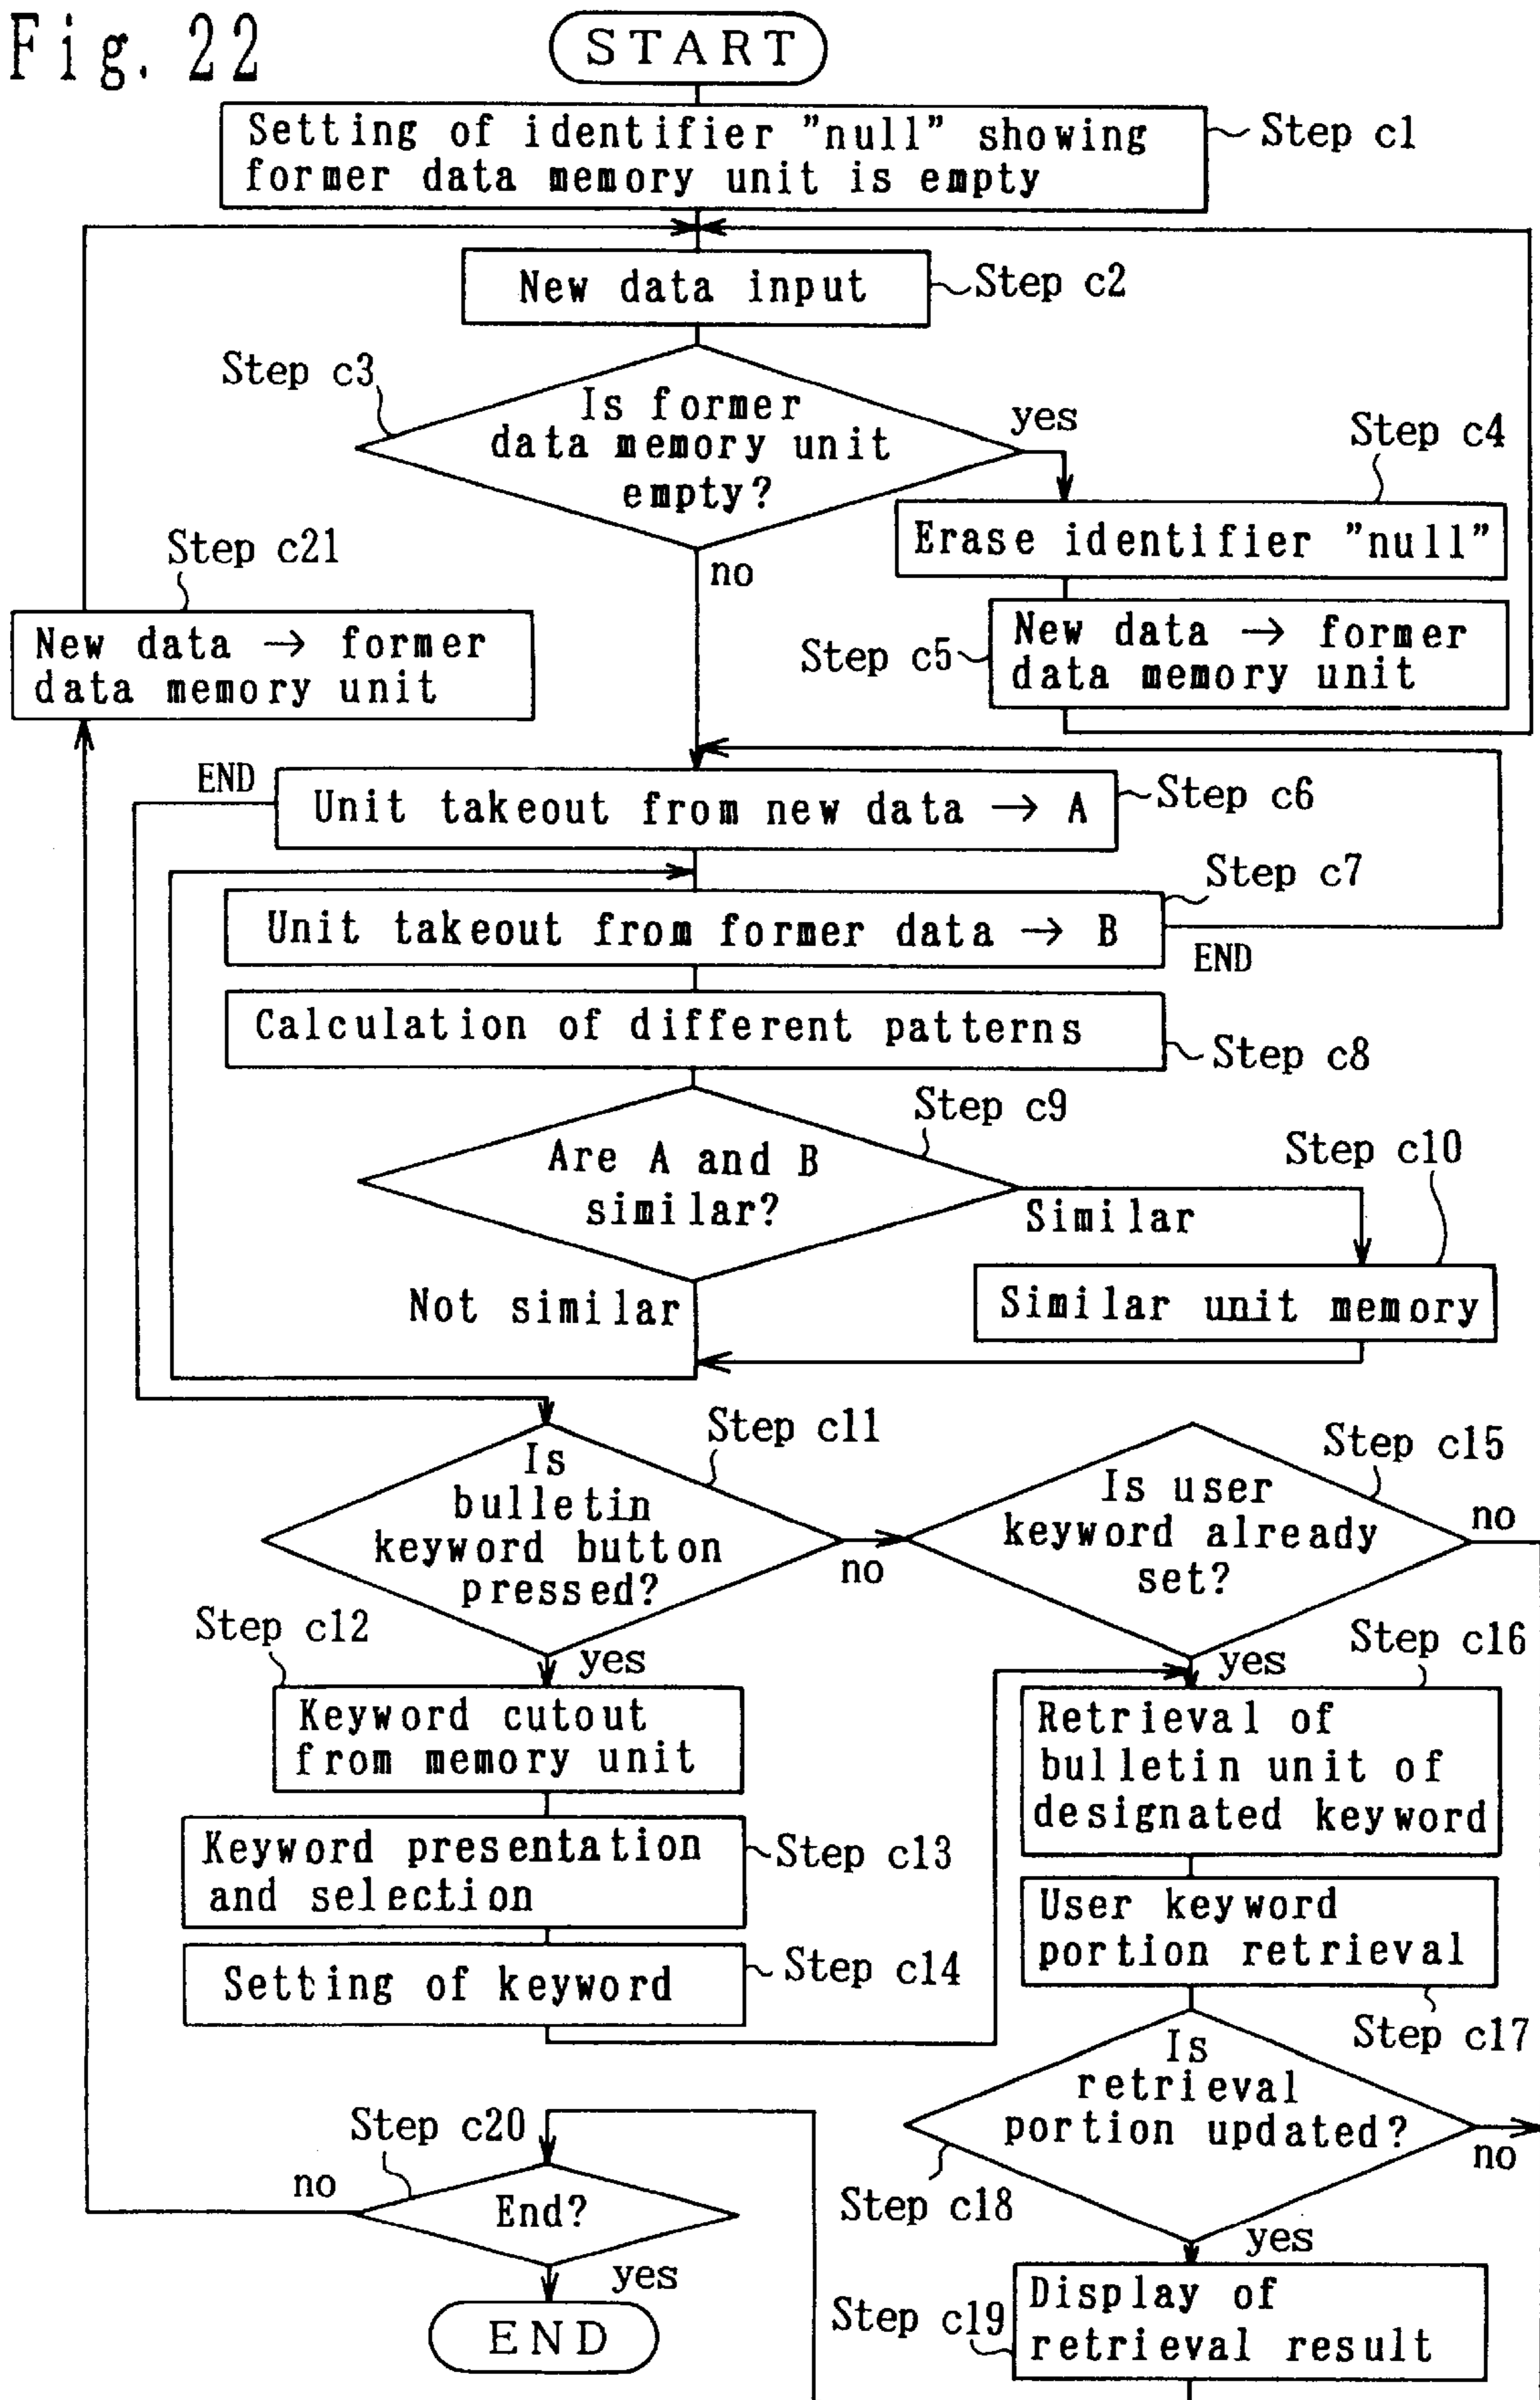 Fig. 22
START
Setting of identifier "null" showing
former data memory unit is empty
Step c1
New data input
Step c2
Step c3
Is former
data memory unit
empty?
yes
no
Step c4
Erase identifier "null"
Step c21
New data → former
data memory unit
Step c5
New data → former
data memory unit
END
Unit takeout from new data → A
Step c6
Step c7
Unit takeout from former data → B
END
Calculation of different patterns
Step c8
Step c9
Are A and B
similar?
Similar
Step c10
Similar unit memory
Not similar
Step c11
Is
bulletin
keyword button
pressed?
no
yes
Step c15
Is user
keyword already
set?
no
yes
Step c12
Keyword cutout
from memory unit
Keyword presentation
and selection
Step c13
Setting of keyword
Step c14
Step c16
Retrieval of
bulletin unit of
designated keyword
User keyword
portion retrieval
Step c17
Is
retrieval
portion updated?
no
Step c18
yes
Step c20
no
End?
yes
END
Step c19
Display of
retrieval result